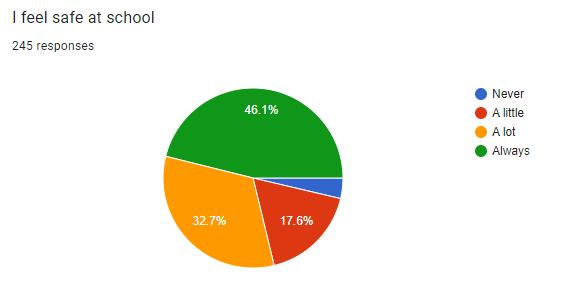 I feel safe at school
245 responses
46.1%
32.7%
17.6%
Never
A little
A lot
Always